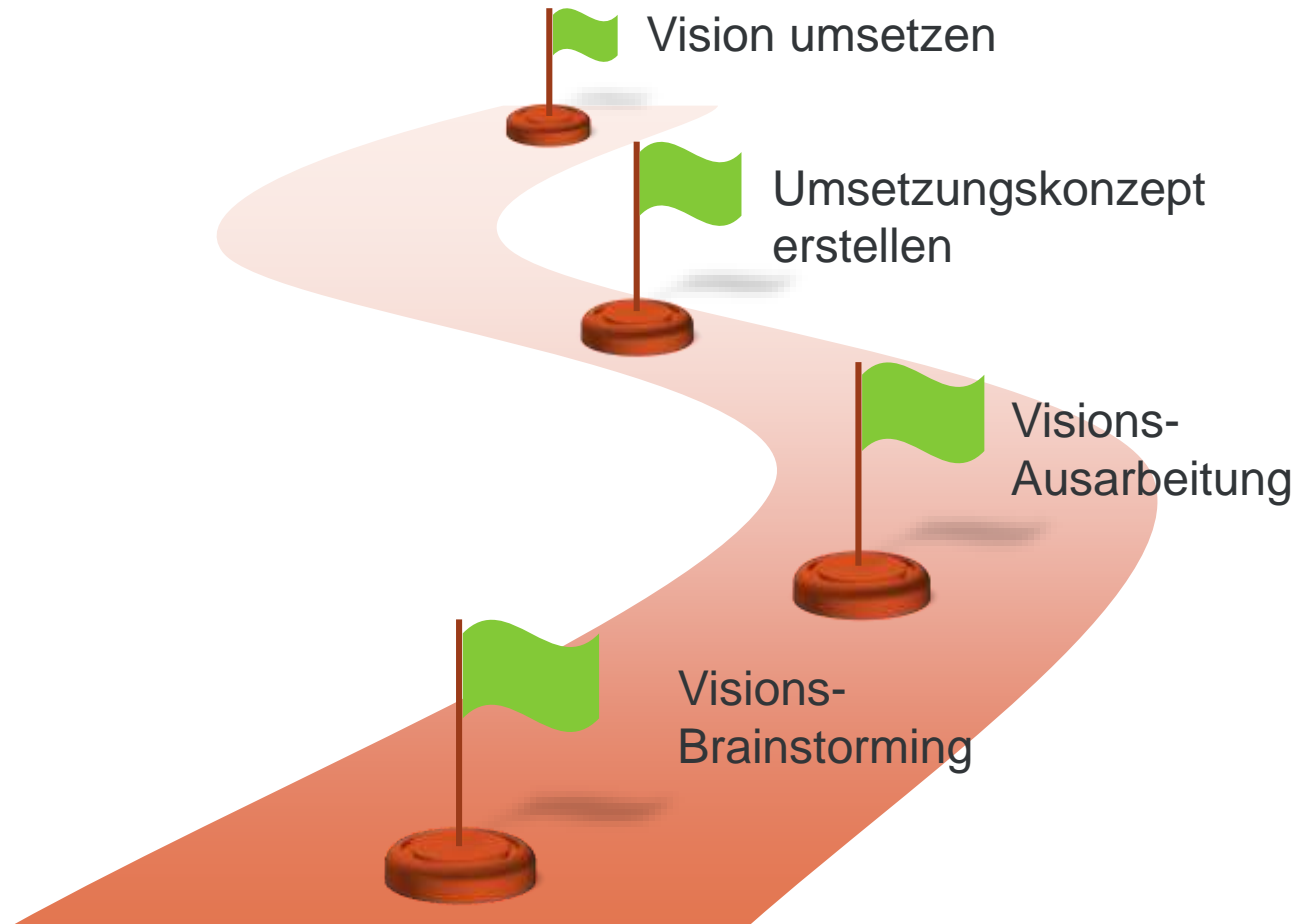 Vision umsetzen
Umsetzungskonzept
erstellen
Visions-
Ausarbeitung
Visions-
Brainstorming